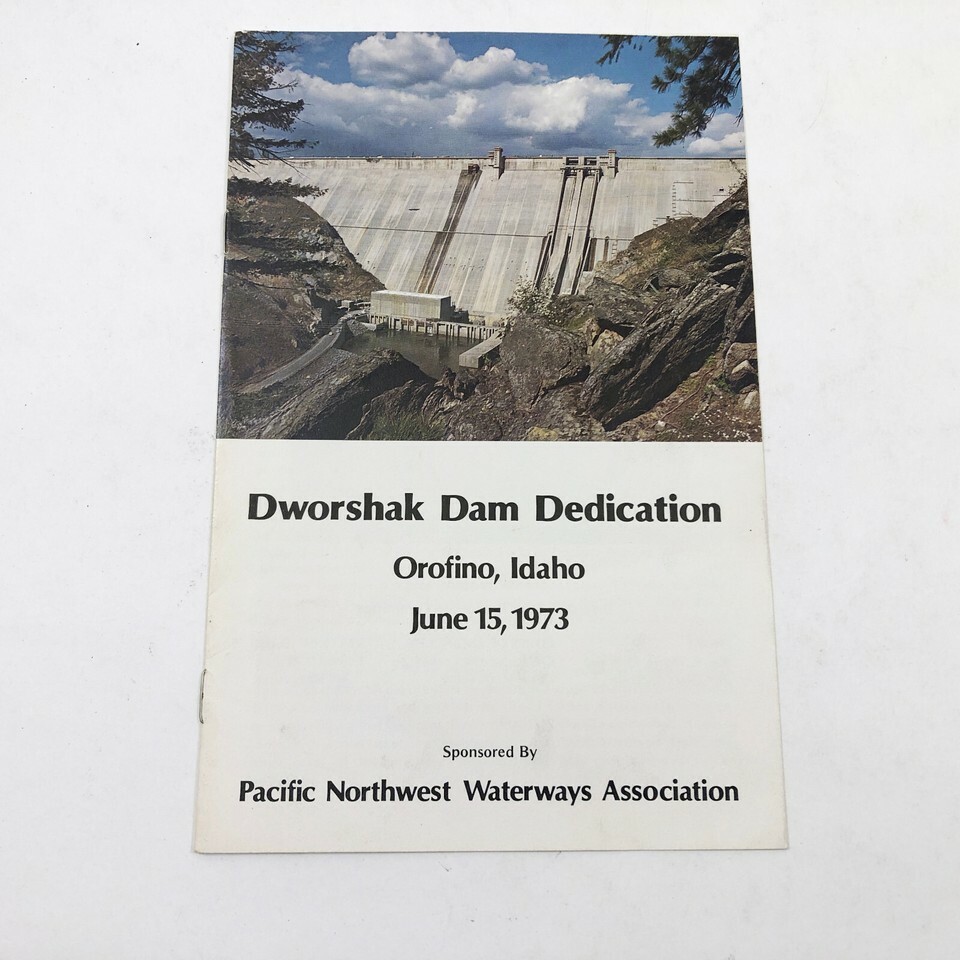 Dworshak Dam Dedication
Orofino, Idaho
June 15, 1973
Sponsored By
Pacific Northwest Waterways Association